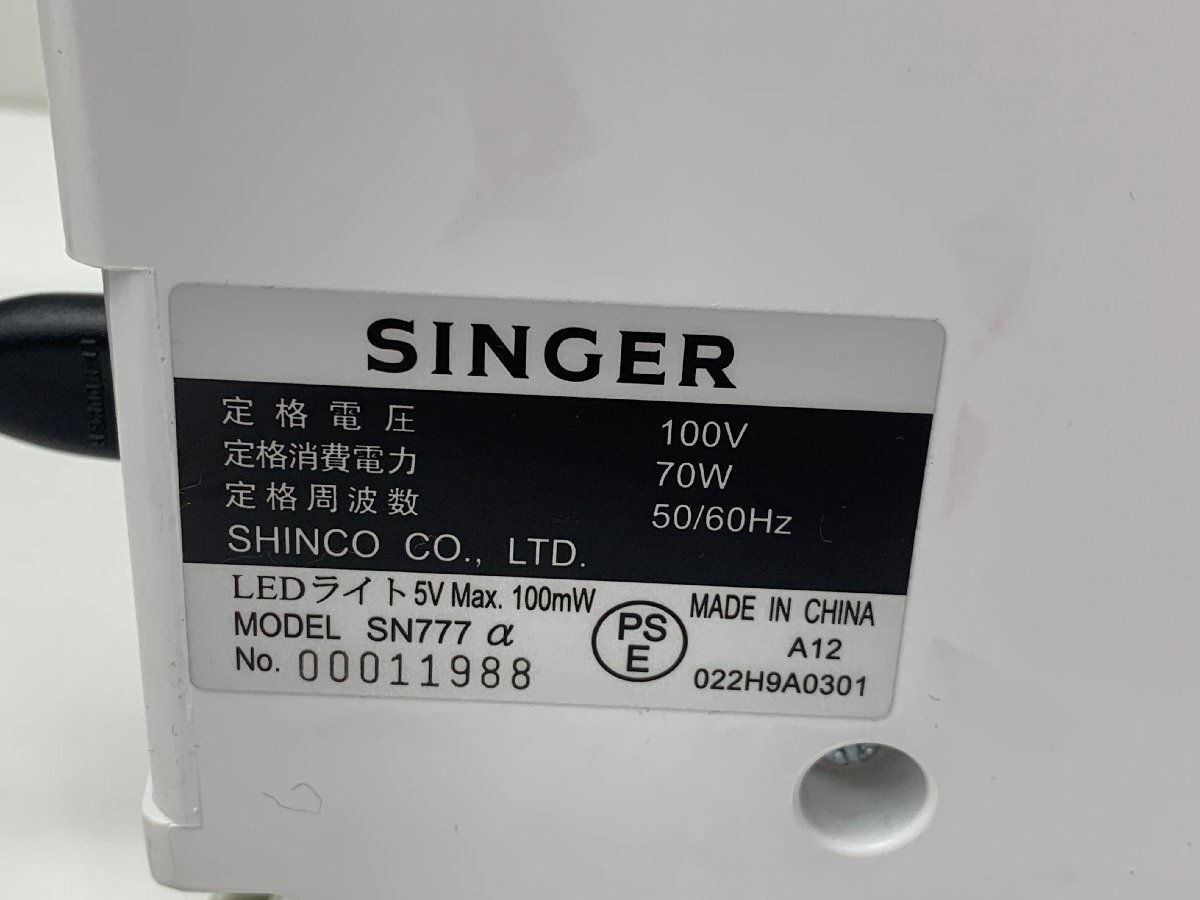 SINGER
定格電圧 100V
定格消費電力 70W
定格周波数 50/60Hz
SHINCO CO., LTD.
LEDライト 5V Max. 100mW
MODEL SN777 α
No. 00011988
PS
E
MADE IN CHINA
A12
022H9A0301